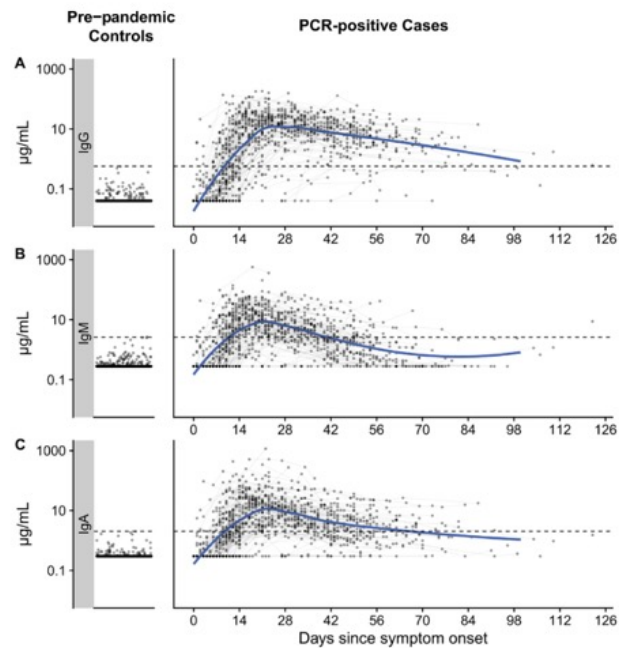 Pre-pandemic
Controls
PCR-positive Cases
A
1000
10
0.1
µg/mL
IgG
0 14 28 42 56 70 84 98 112 126
B
1000
10
0.1
µg/mL
IgM
0 14 28 42 56 70 84 98 112 126
C
1000
10
0.1
µg/mL
IgA
0 14 28 42 56 70 84 98 112 126
Days since symptom onset